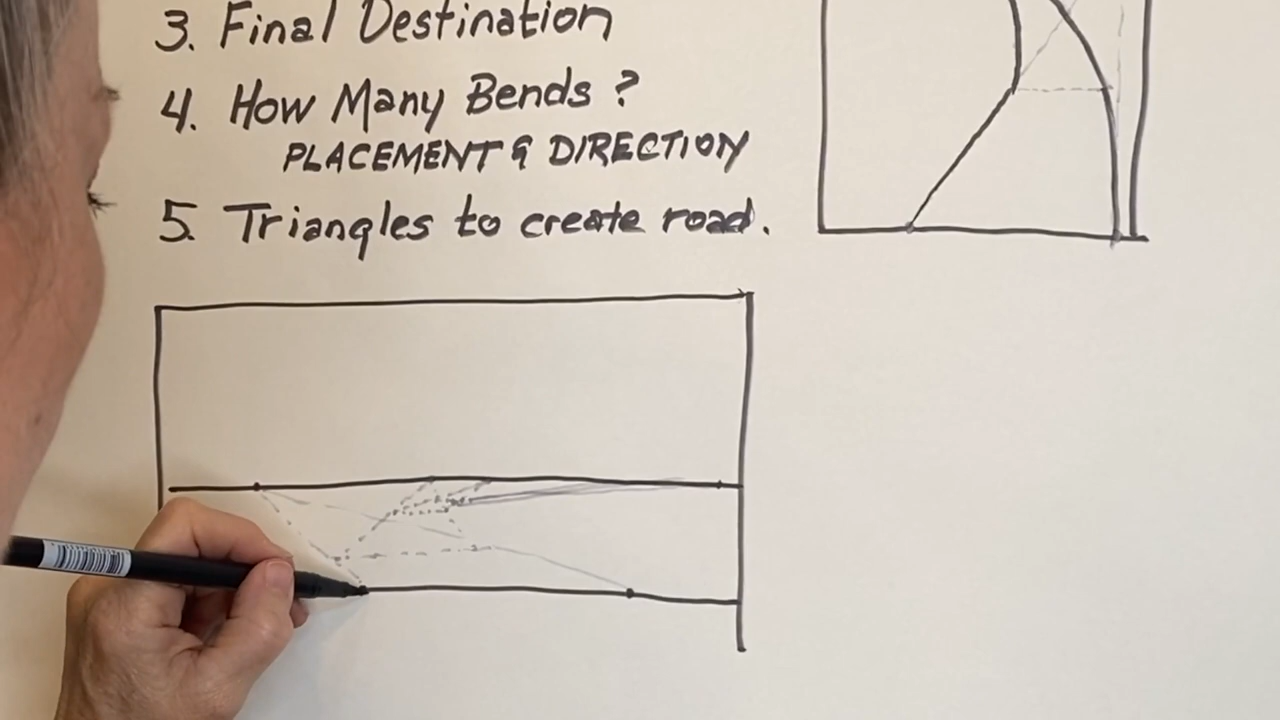 3. Final Destination
4. How Many Bends ?
PLACEMENT & DIRECTION
5. Triangles to create road.